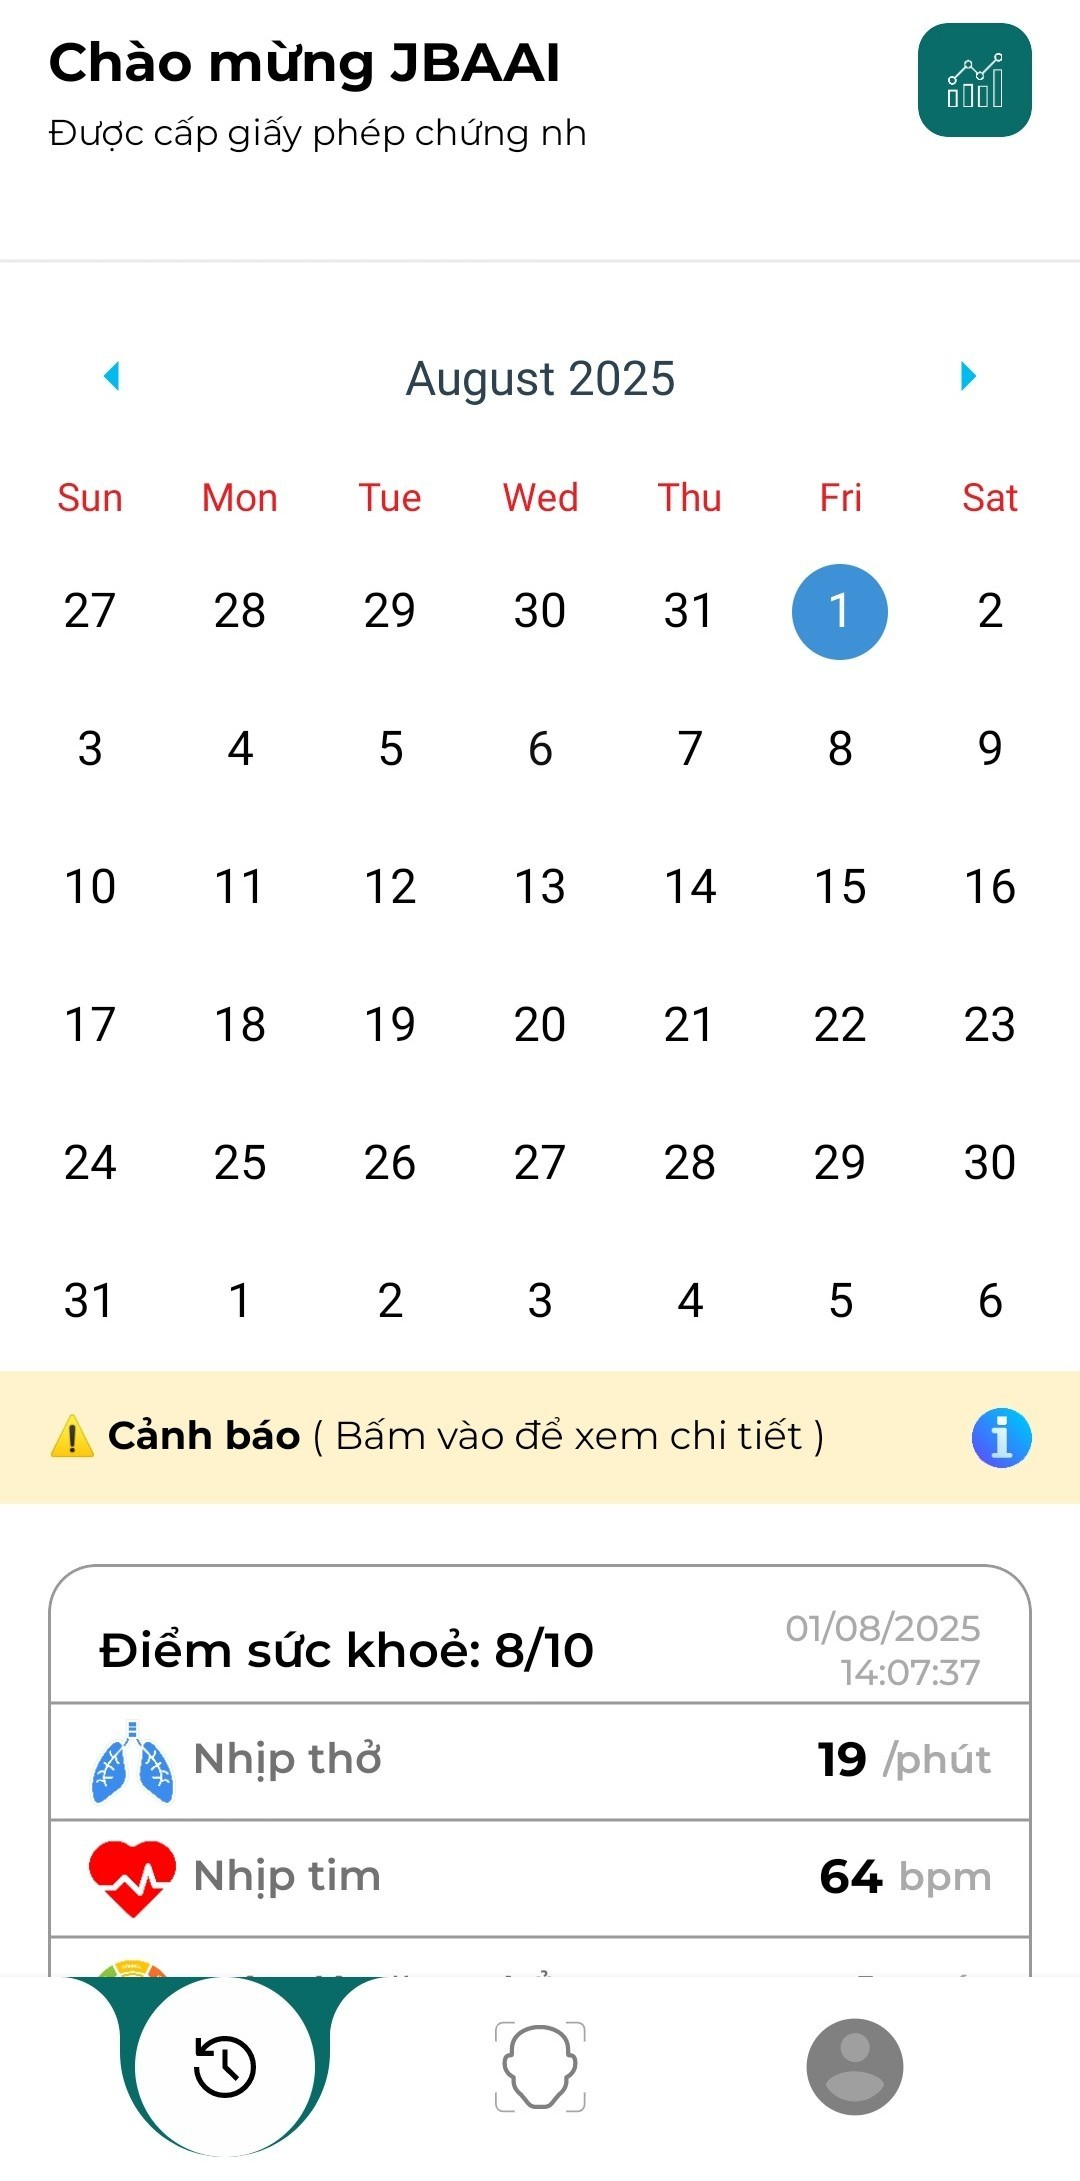 Chào mừng JBAAI
Được cấp giấy phép chứng nh
August 2025
Sun Mon Tue Wed Thu Fri Sat
27 28 29 30 31 1 2
3 4 5 6 7 8 9
10 11 12 13 14 15 16
17 18 19 20 21 22 23
24 25 26 27 28 29 30
31 1 2 3 4 5 6
⚠️ Cảnh báo ( Bấm vào để xem chi tiết )
Điểm sức khoẻ: 8/10
01/08/2025
14:07:37
Nhịp thở 19 /phút
Nhịp tim 64 bpm